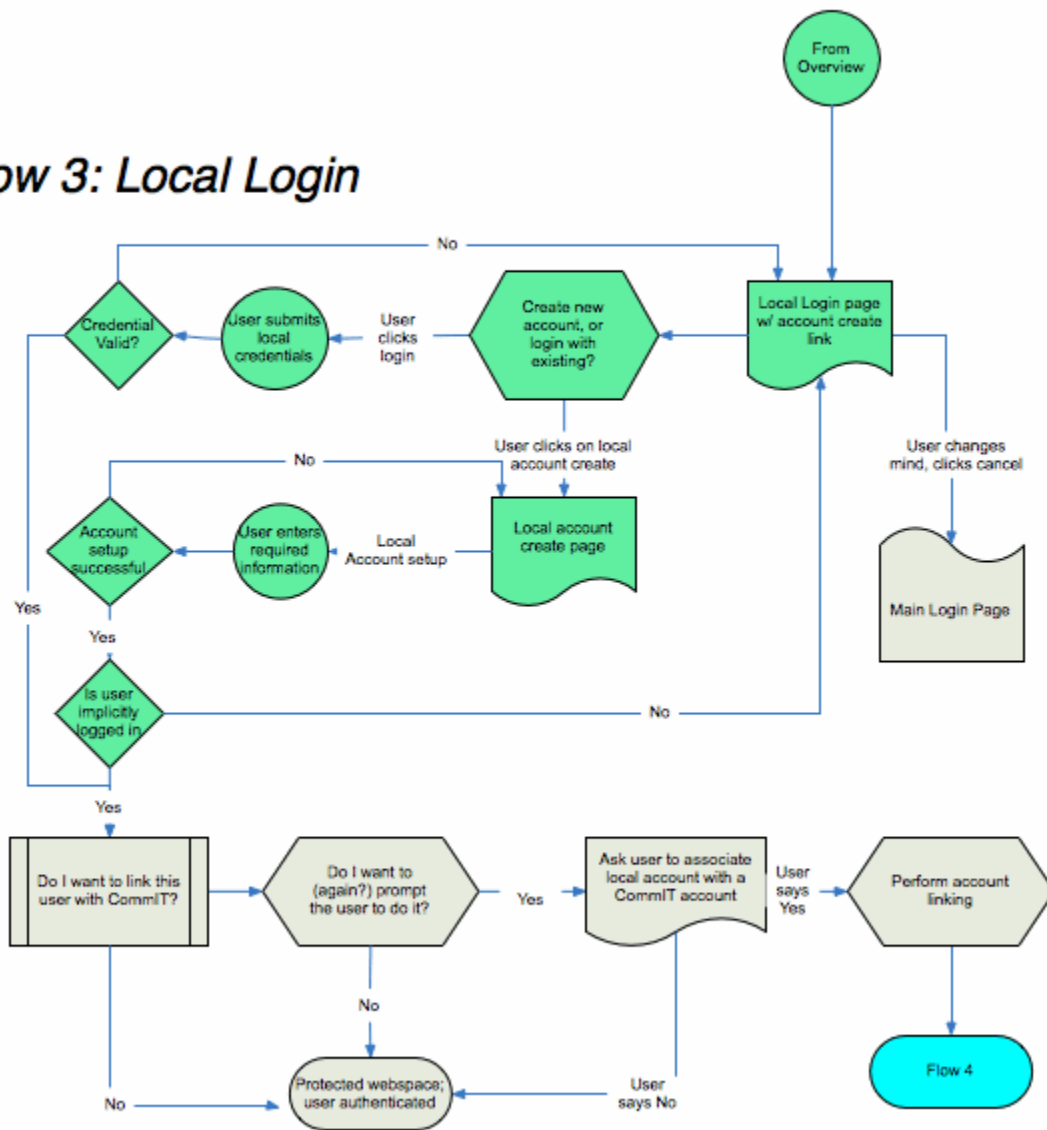 From
Overview
ow 3: Local Login
No
Credential
Valid?
User submits
local
credentials
User
clicks
login
Create new
account, or
login with
existing?
Local Login page
w/ account create
link
User clicks on local
account create
User changes
mind, clicks cancel
No
Account
setup
successful
User enters
required
information
Local
Account setup
Local account
create page
Main Login Page
Yes
Yes
Is user
implicitly
logged in
No
Yes
Do I want to link this
user with CommIT?
Do I want to
(again?) prompt
the user to do it?
Yes
Ask user to associate
local account with a
CommIT account
User
says
Yes
Perform account
linking
No
Protected webspace;
user authenticated
No
User
says No
Flow 4